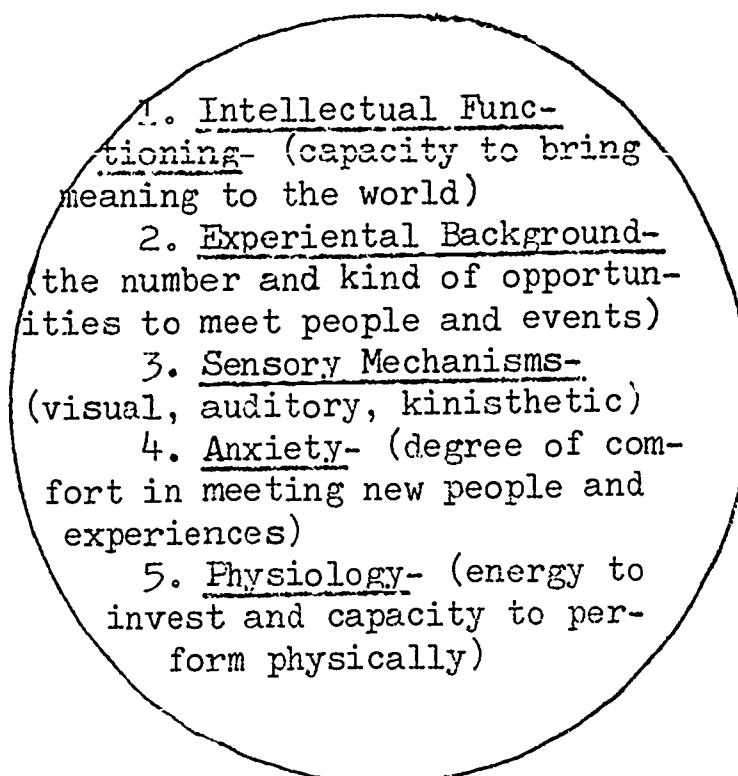 1. Intellectual Func-
tioning- (capacity to bring
meaning to the world)
2. Experiental Background-
(the number and kind of opportun-
ities to meet people and events)
3. Sensory Mechanisms-
(visual, auditory, kinisthetic)
4. Anxiety- (degree of com-
fort in meeting new people and
experiences)
5. Physiology- (energy to
invest and capacity to per-
form physically)